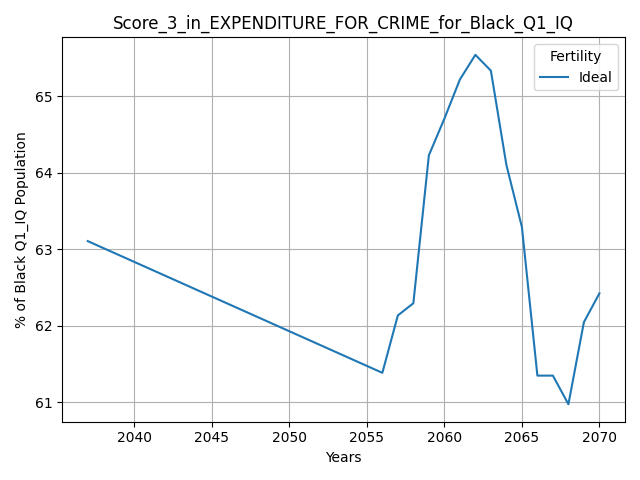 Score_3_in_EXPENDITURE_FOR_CRIME_for_Black_Q1_IQ
Fertility
Ideal
% of Black Q1_IQ Population
65
64
63
62
61
2040
2045
2050
2055
2060
2065
2070
Years